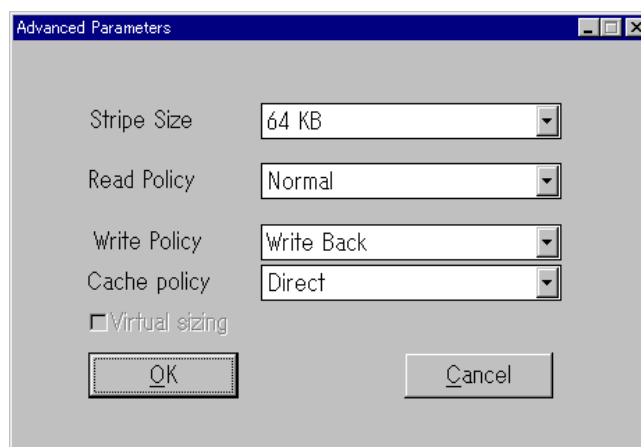 Advanced Parameters
Stripe Size 64 KB
Read Policy Normal
Write Policy Write Back
Cache policy Direct
Virtual sizing
OK Cancel